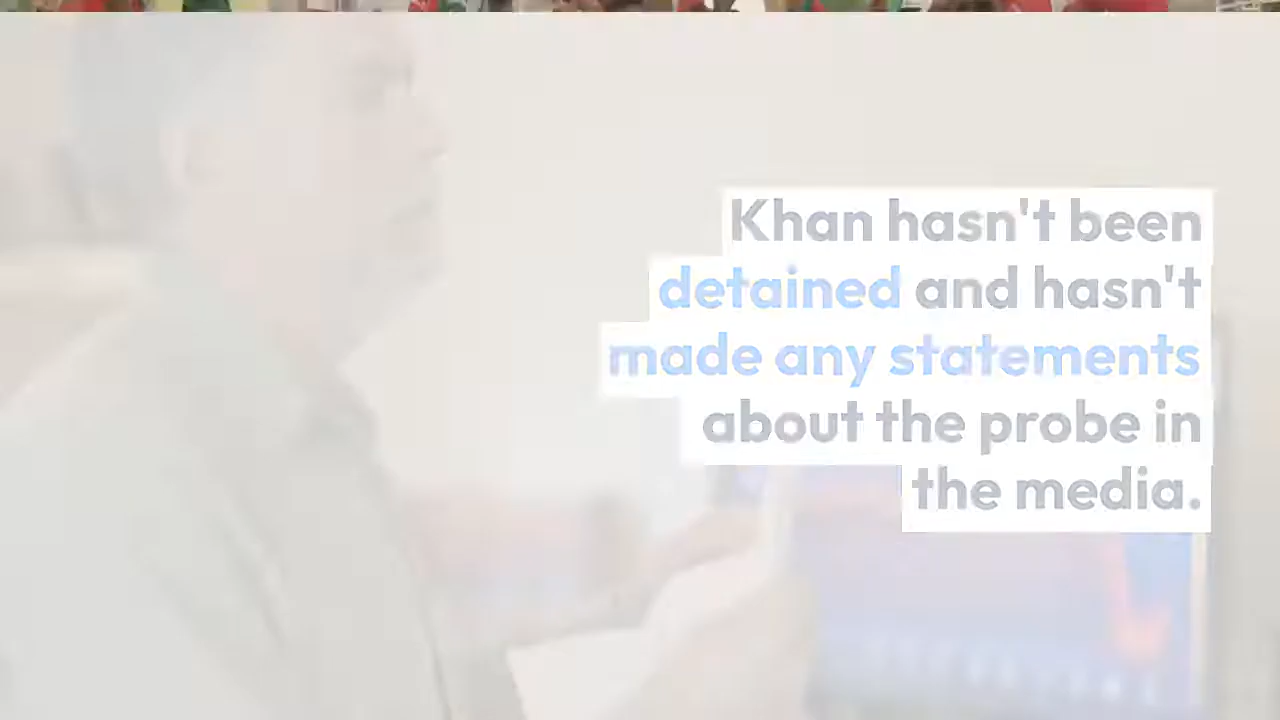 Khan hasn't been
detained and hasn't
made any statements
about the probe in
the media.